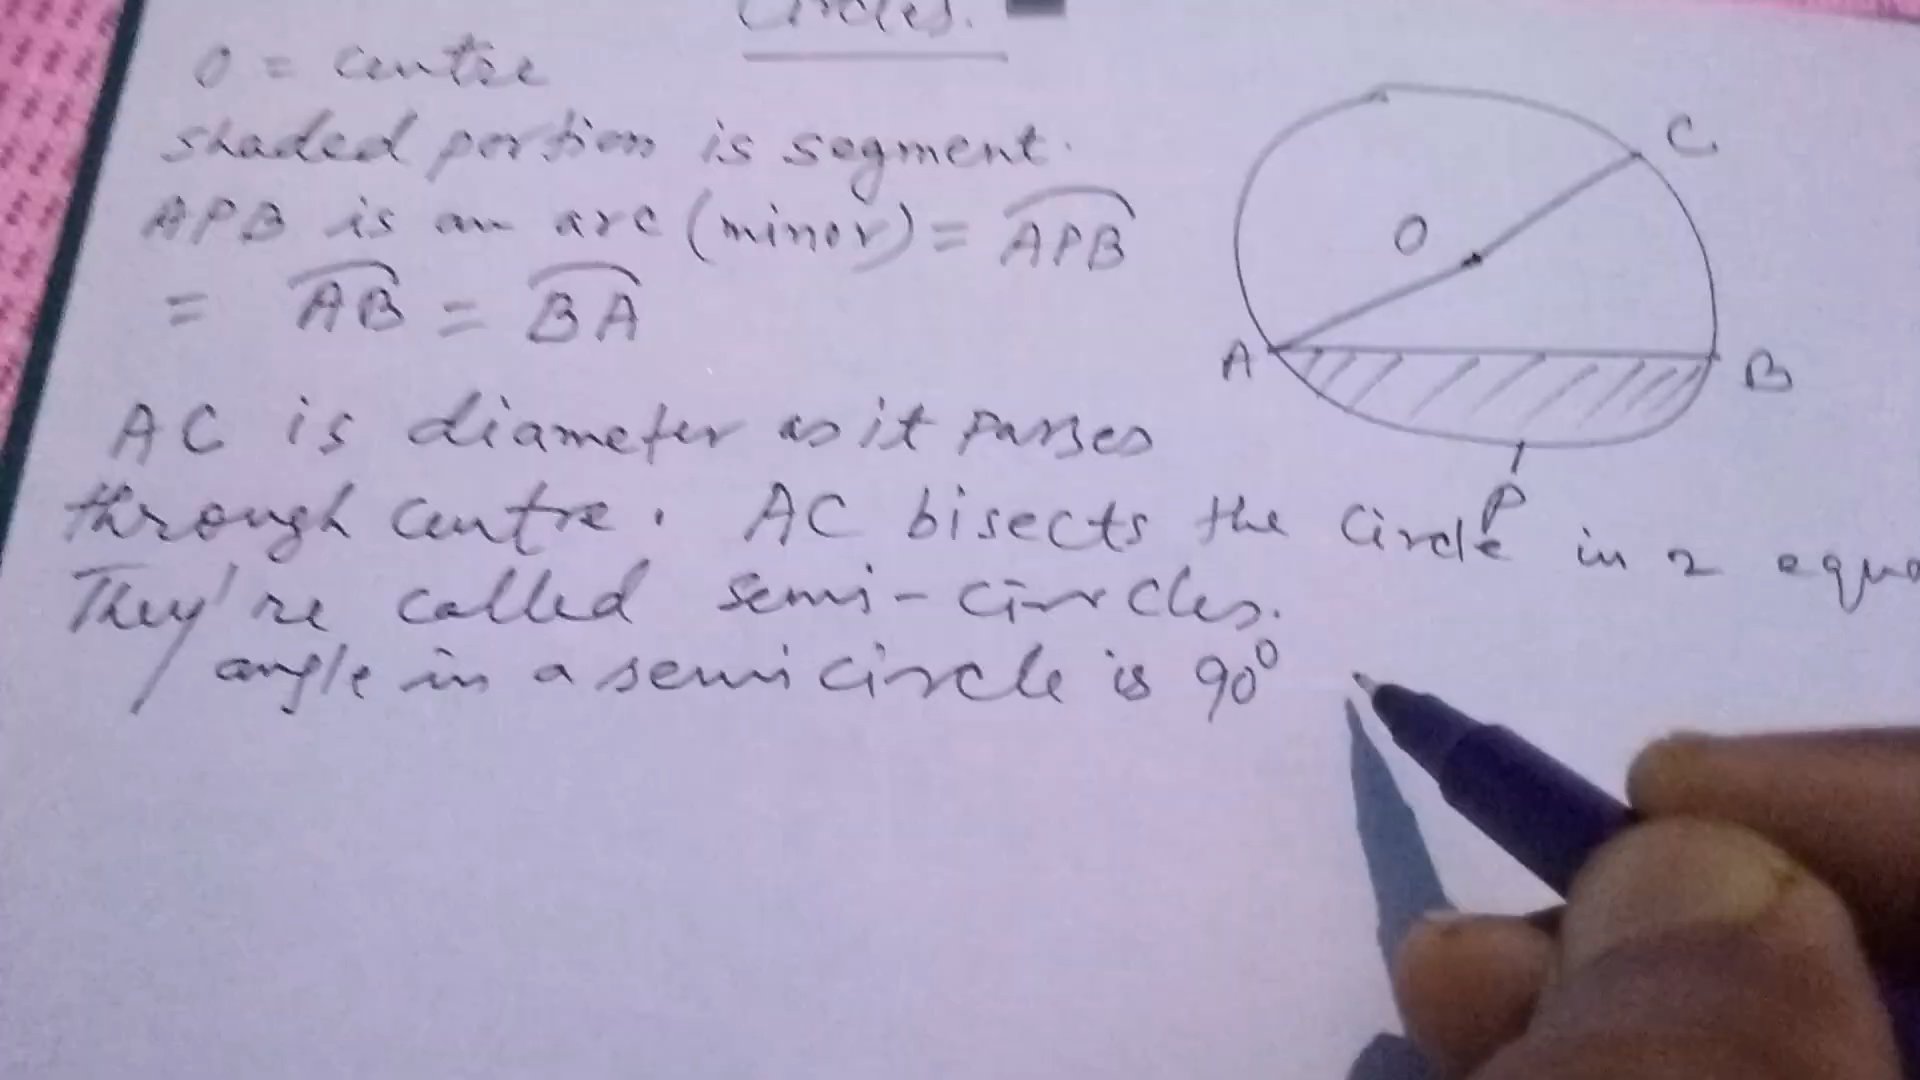 Circles.
O = centre
shaded portion is segment.
APB is an arc (minor) = APB
= AB = BA
AC is diameter as it passes
through centre. AC bisects the circle in 2
They're called semi-circles.
angle in a semicircle is 90°
C
O
A
B
P